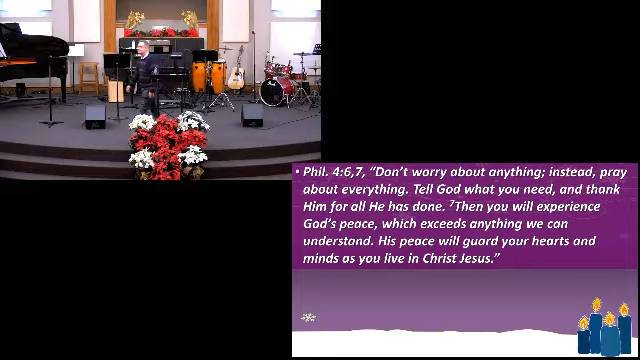 • Phil. 4:6,7, “Don’t worry about anything; instead, pray
about everything. Tell God what you need, and thank
Him for all He has done. ⁷Then you will experience
God’s peace, which exceeds anything we can
understand. His peace will guard your hearts and
minds as you live in Christ Jesus.”